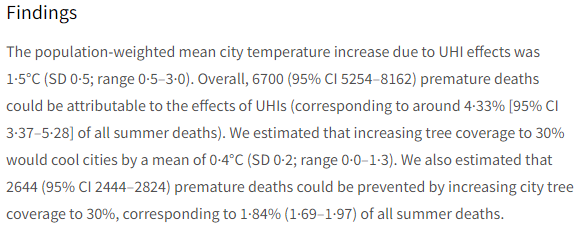 Findings
The population-weighted mean city temperature increase due to UHI effects was
1·5°C (SD 0·5; range 0·5–3·0). Overall, 6700 (95% CI 5254–8162) premature deaths
could be attributable to the effects of UHIs (corresponding to around 4·33% [95% CI
3·37–5·28] of all summer deaths). We estimated that increasing tree coverage to 30%
would cool cities by a mean of 0·4°C (SD 0·2; range 0·0–1·3). We also estimated that
2644 (95% CI 2444–2824) premature deaths could be prevented by increasing city tree
coverage to 30%, corresponding to 1·84% (1·69–1·97) of all summer deaths.